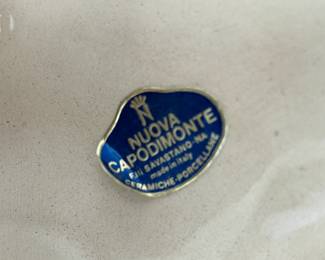 N
NUOVA
CAPODIMONTE
F.lli SAVASTANO-NA
made in italy
CERAMICHE-PORCELLANE